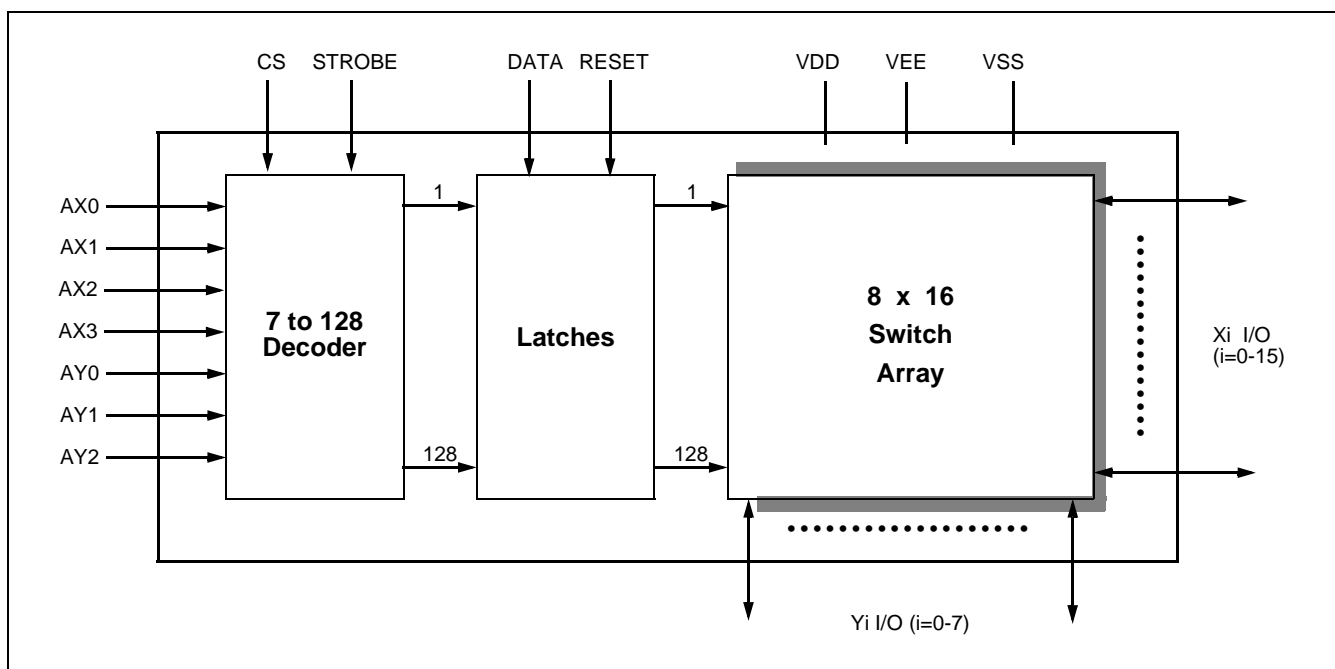 CS STROBE DATA RESET VDD VEE VSS
AX0
AX1
AX2
AX3
AY0
AY1
AY2
7 to 128
Decoder
1
128
Latches
1
128
8 x 16
Switch
Array
Xi I/O
(i=0-15)
Yi I/O (i=0-7)